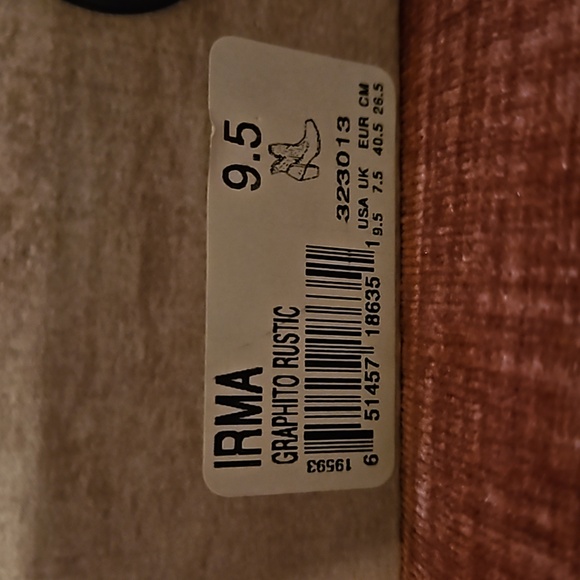 IRMA
GRAPHITO RUSTIC
9.5
323013
USA UK EUR CM
9.5 7.5 40.5 26.5
19593
6 51457 18635 1